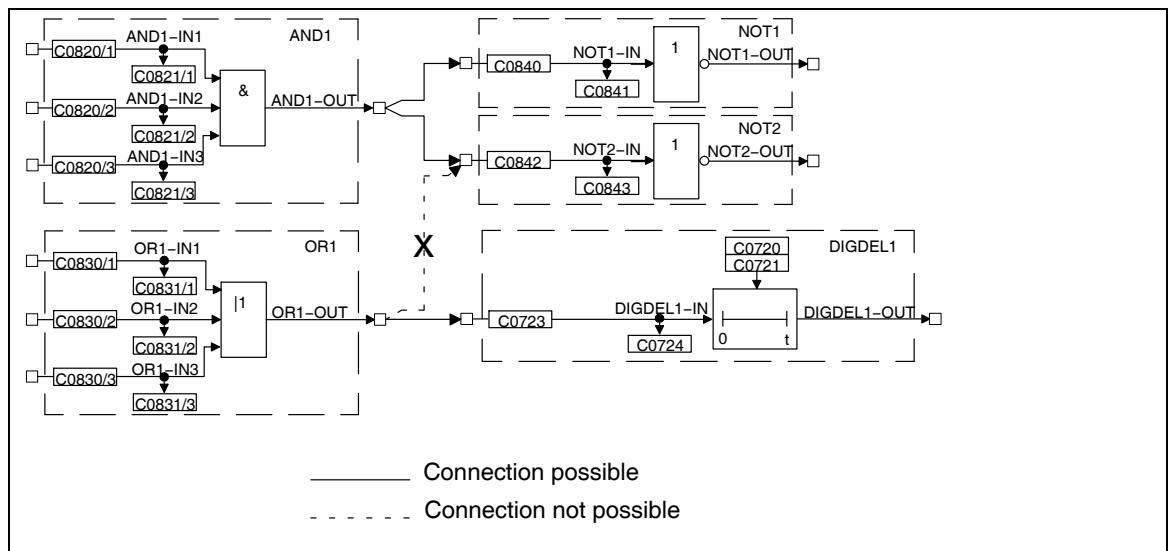 AND1
C0820/1
AND1-IN1
C0821/1
C0820/2
AND1-IN2
C0821/2
C0820/3
AND1-IN3
C0821/3
&
AND1-OUT
NOT1
C0840
NOT1-IN
C0841
1
NOT1-OUT
NOT2
C0842
NOT2-IN
C0843
1
NOT2-OUT
X
OR1
C0830/1
OR1-IN1
C0831/1
C0830/2
OR1-IN2
C0831/2
C0830/3
OR1-IN3
C0831/3
|1
OR1-OUT
DIGDEL1
C0720
C0721
C0723
DIGDEL1-IN
C0724
0 t
DIGDEL1-OUT
Connection possible
Connection not possible